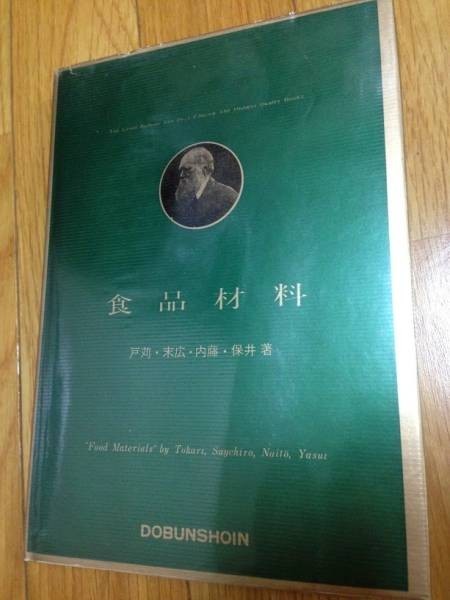 食品材料
戸苅・末広・内藤・保井 著
"Food Materials" by Tokari, Suychiro, Naitō, Yasui
DOBUNSHOIN